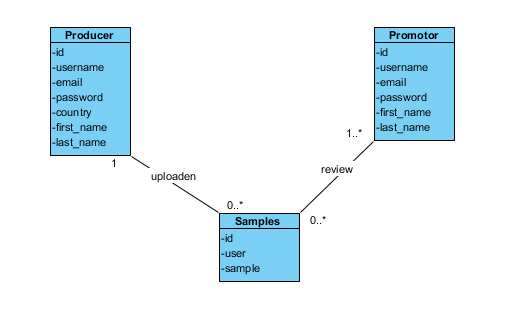 Producer
-id
-username
-email
-password
-country
-first_name
-last_name
Promotor
-id
-username
-email
-password
-first_name
-last_name
1
uploaden
0..*
1..*
review
0..*
Samples
-id
-user
-sample